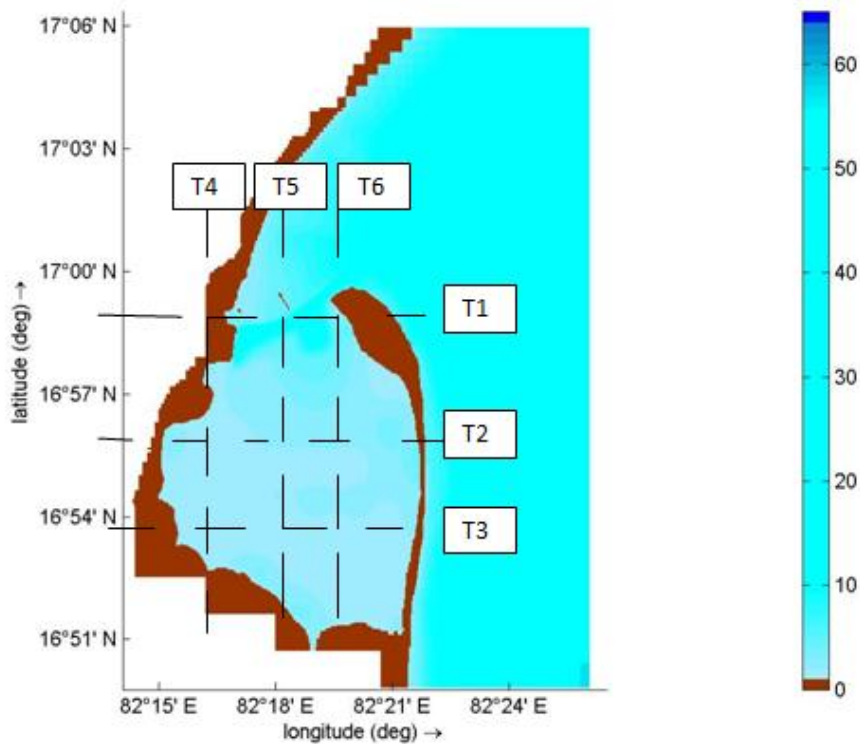 17°06' N
17°03' N
17°00' N
16°57' N
16°54' N
16°51' N
latitude (deg) →
82°15' E 82°18' E 82°21' E 82°24' E
longitude (deg) →
T4 T5 T6
T1
T2
T3
60
50
40
30
20
10
0